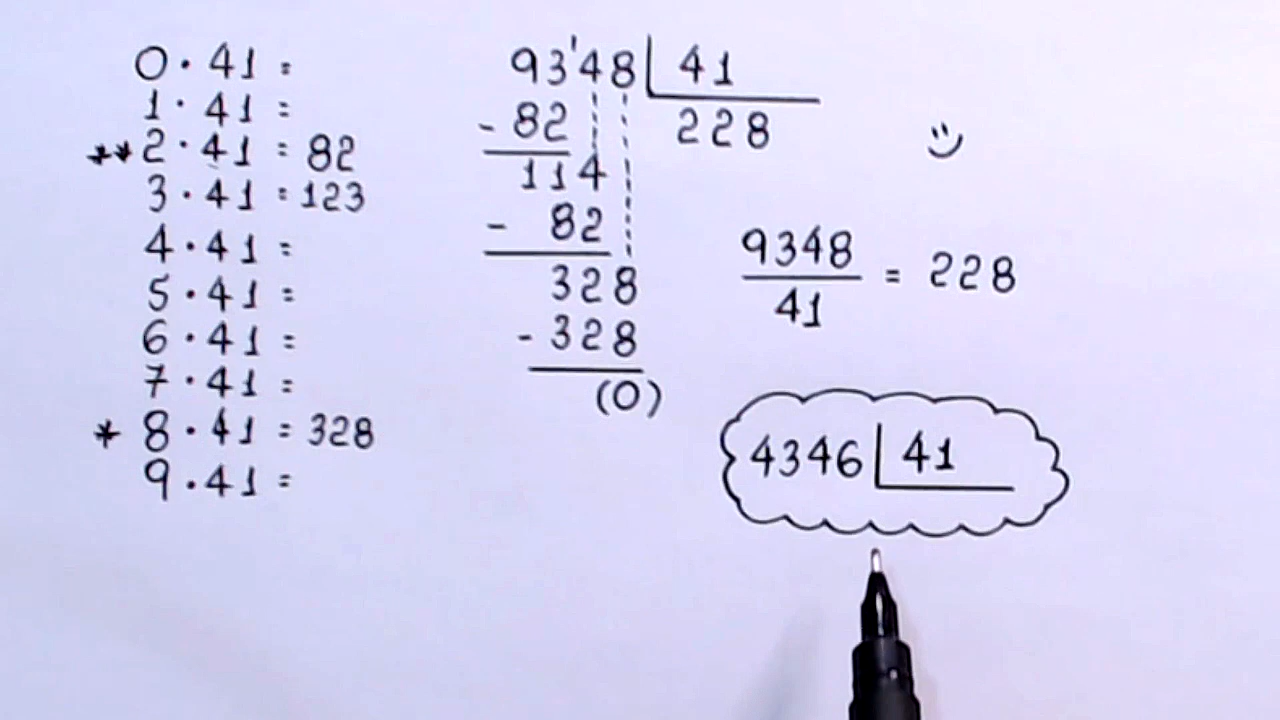 0 · 41 =
1 · 41 =
**2 · 41 = 82
3 · 41 = 123
4 · 41 =
5 · 41 =
6 · 41 =
7 · 41 =
* 8 · 41 = 328
9 · 41 =
93'48 | 41
- 82 228
114
- 82
328
- 328
(0)
9348
41
= 228
4346 | 41